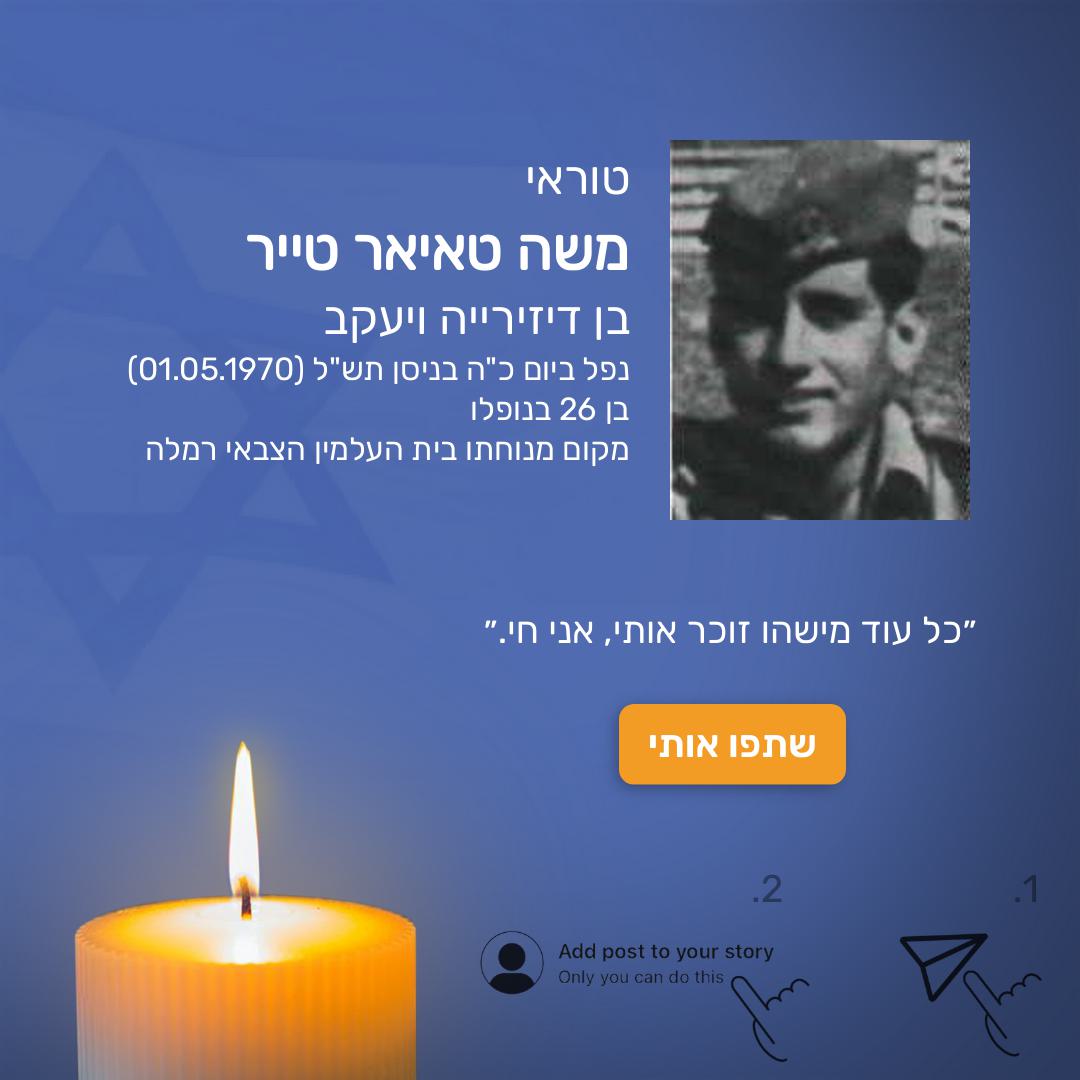 טוראי
משה טאיאר טייר
בן דיזירייה ויעקב
נפל ביום כ"ה בניסן תש"ל (01.05.1970)
בן 26 בנופלו
מקום מנוחתו בית העלמין הצבאי רמלה
״כל עוד מישהו זוכר אותי, אני חי.״
שתפו אותי
1.
2.
Add post to your story
Only you can do this